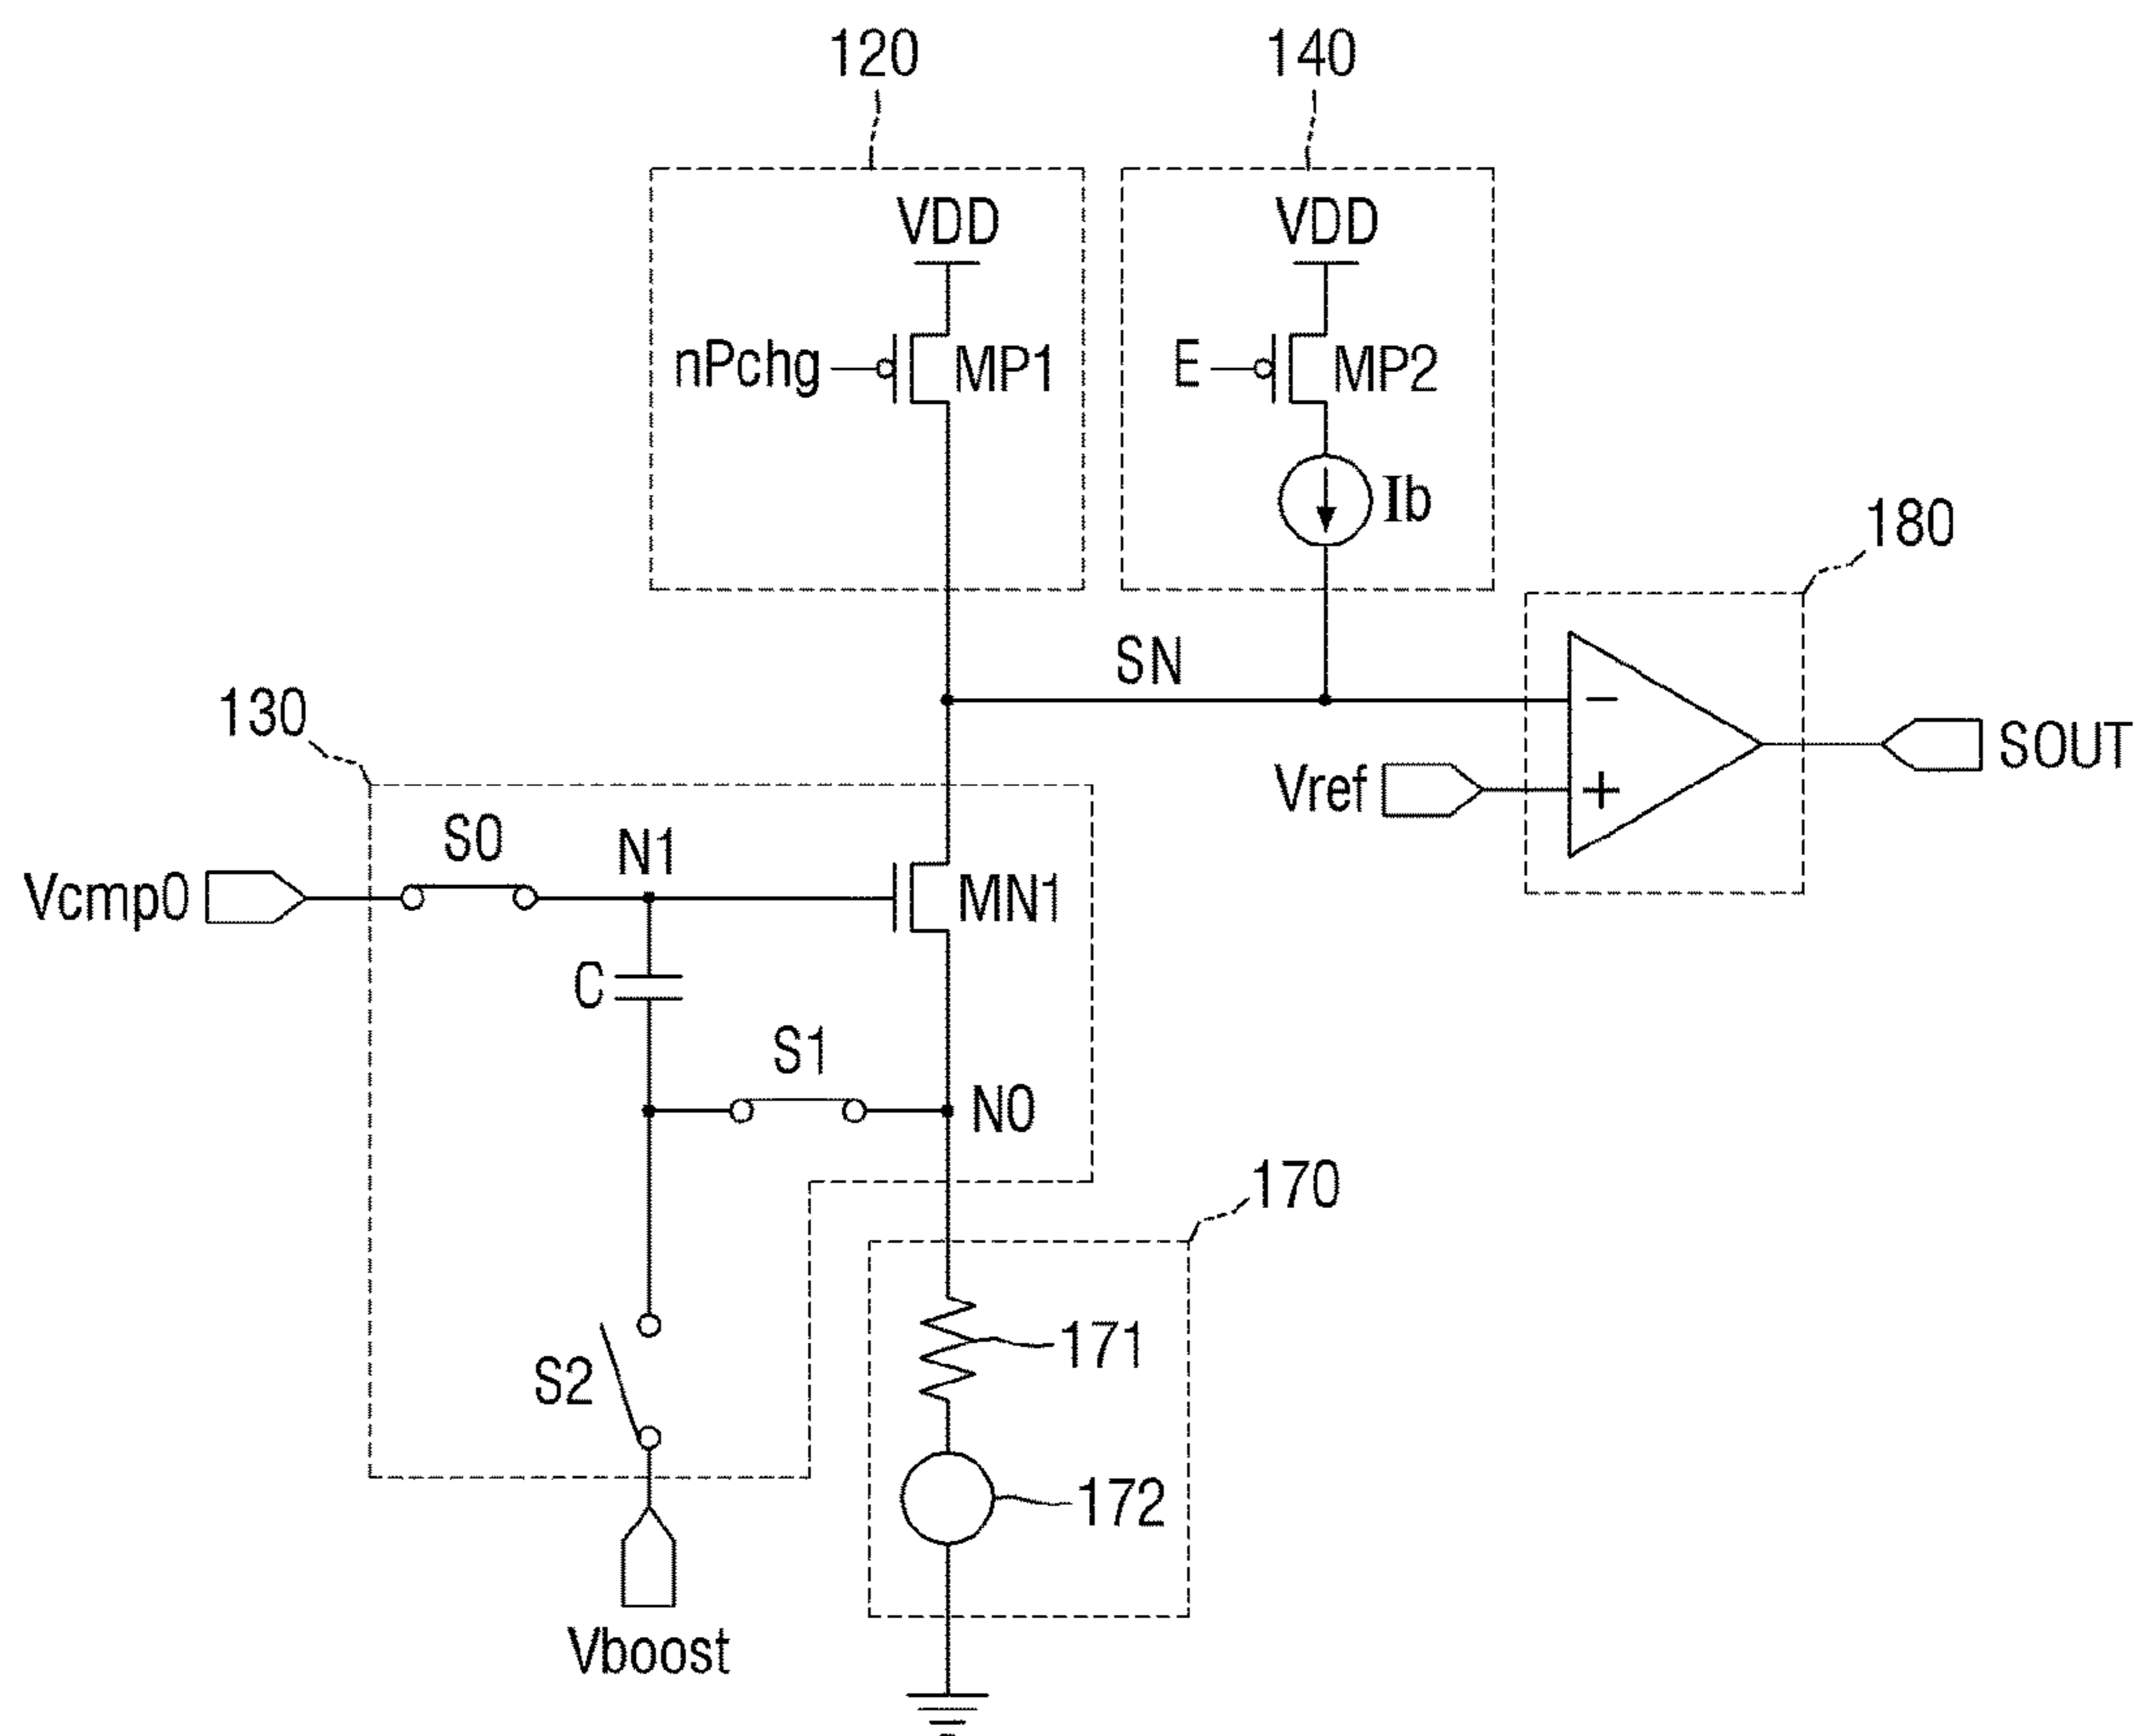 120
140
VDD
VDD
nPchg
MP1
E
MP2
Ib
180
SN
130
SOUT
Vref
−
+
S0
N1
Vcmp0
MN1
C
S1
N0
170
171
S2
172
Vboost